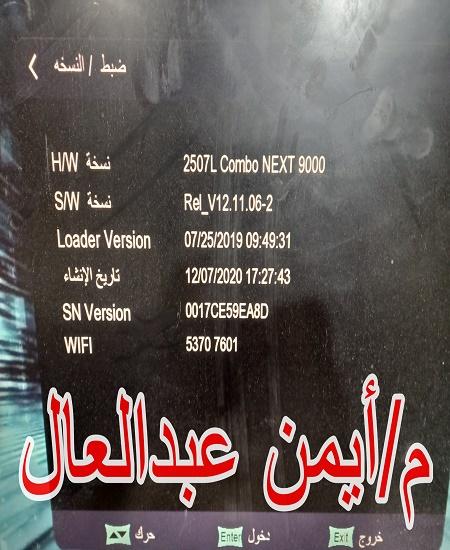 ضبط / النسخه
H/W نسخة 2507L Combo NEXT 9000
S/W نسخة Rel_V12.11.06-2
Loader Version 07/25/2019 09:49:31
تاريخ الإنشاء 12/07/2020 17:27:43
SN Version 0017CE59EA8D
WIFI 5370 7601
م/أيمن عبدالعال
حرك Enter دخول Exit خروج